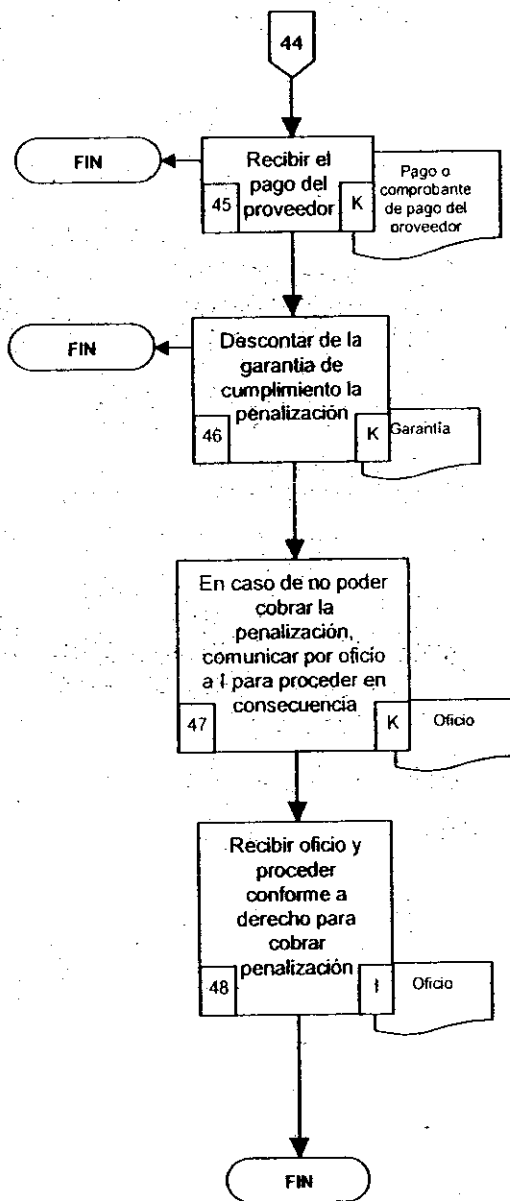 44
FIN
Recibir el
pago del
proveedor
45
K
Pago o
comprobante
de pago del
proveedor
FIN
Descontar de la
garantia de
cumplimiento la
penalización
46
K
Garantía
En caso de no poder
cobrar la
penalización,
comunicar por oficio
a I para proceder en
consecuencia
47
K
Oficio
Recibir oficio y
proceder
conforme a
derecho para
cobrar
penalización
48
I
Oficio
FIN